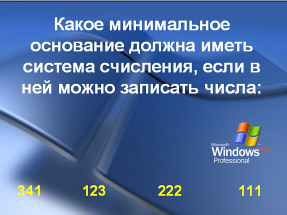 Какое минимальное
основание должна иметь
система счисления, если в
ней можно записать числа:
Microsoft
Windows xp
Professional
341 123 222 111